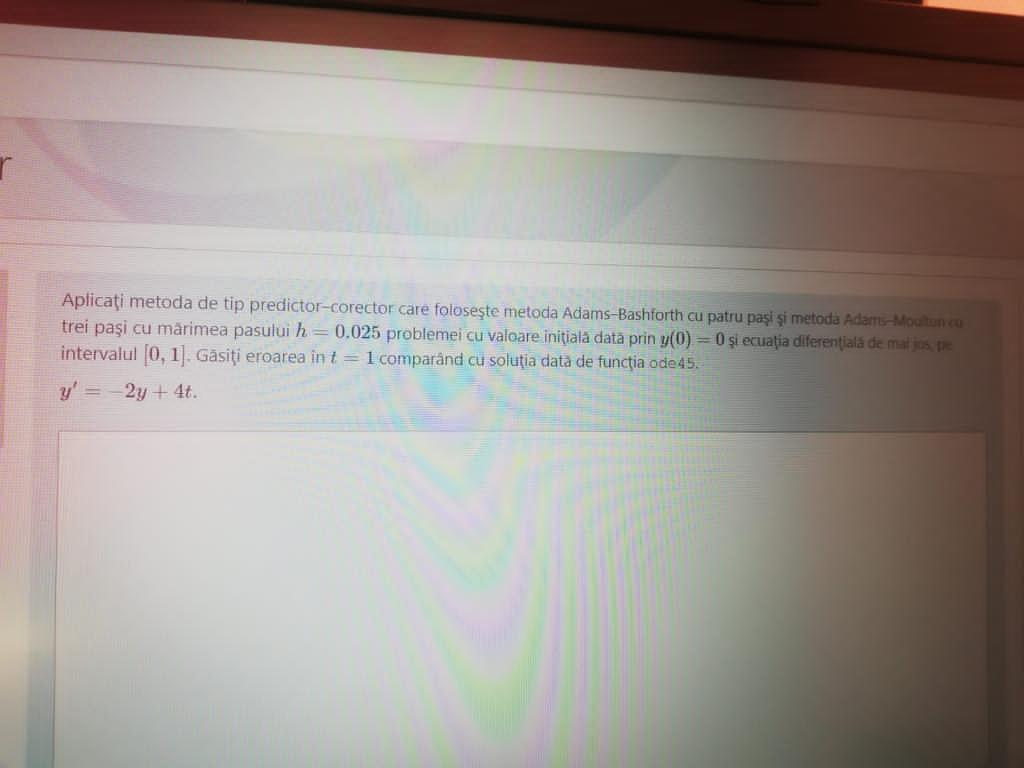 r
Aplicaţi metoda de tip predictor–corector care foloseşte metoda Adams–Bashforth cu patru paşi şi metoda Adams–Moulton cu
trei paşi cu mărimea pasului h = 0.025 problemei cu valoare iniţială dată prin y(0) = 0 şi ecuaţia diferenţială de mai jos, pe
intervalul [0, 1]. Găsiţi eroarea în t = 1 comparând cu soluţia dată de funcţia ode45.
y′ = −2y + 4t.